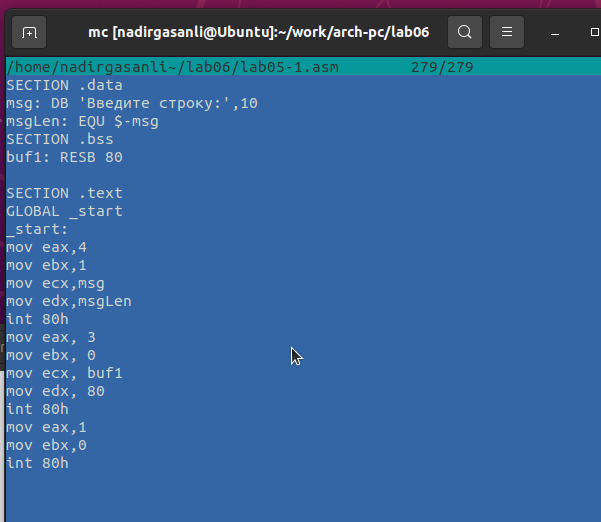 mc [nadirgasanli@Ubuntu]:~/work/arch-pc/lab06
/home/nadirgasanli~/lab06/lab05-1.asm 279/279
SECTION .data
msg: DB 'Введите строку:',10
msgLen: EQU $-msg
SECTION .bss
buf1: RESB 80
SECTION .text
GLOBAL _start
_start:
mov eax,4
mov ebx,1
mov ecx,msg
mov edx,msgLen
int 80h
mov eax, 3
mov ebx, 0
mov ecx, buf1
mov edx, 80
int 80h
mov eax,1
mov ebx,0
int 80h